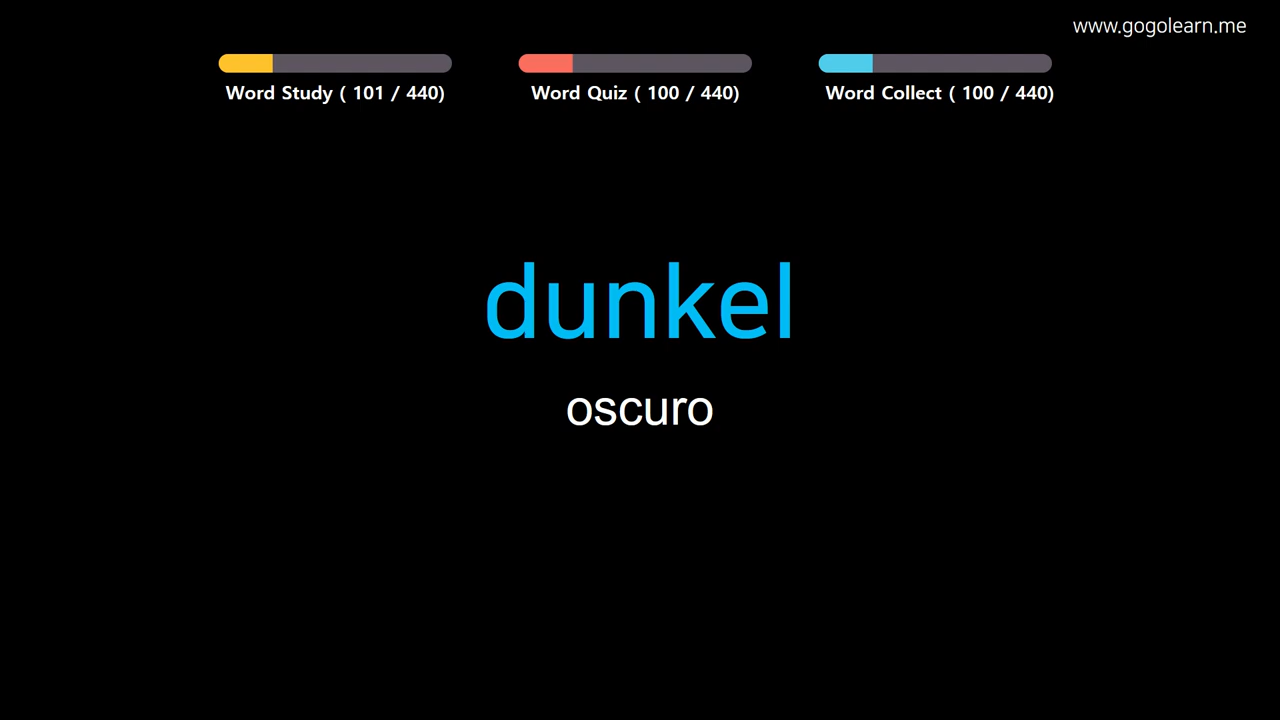 www.gogolearn.me
Word Study ( 101 / 440)
Word Quiz ( 100 / 440)
Word Collect ( 100 / 440)
dunkel
oscuro